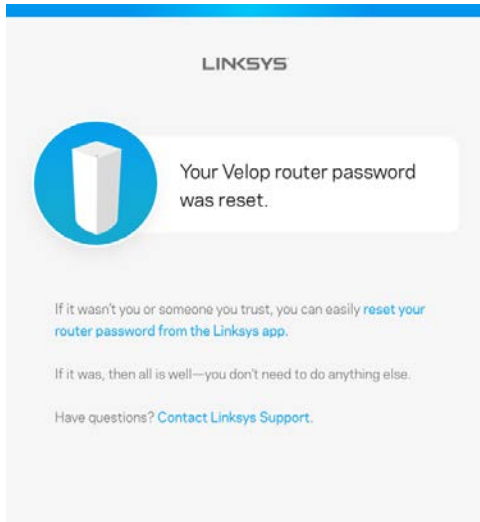 LINKSYS
Your Velop router password
was reset.
If it wasn't you or someone you trust, you can easily reset your
router password from the Linksys app.
If it was, then all is well—you don't need to do anything else.
Have questions? Contact Linksys Support.